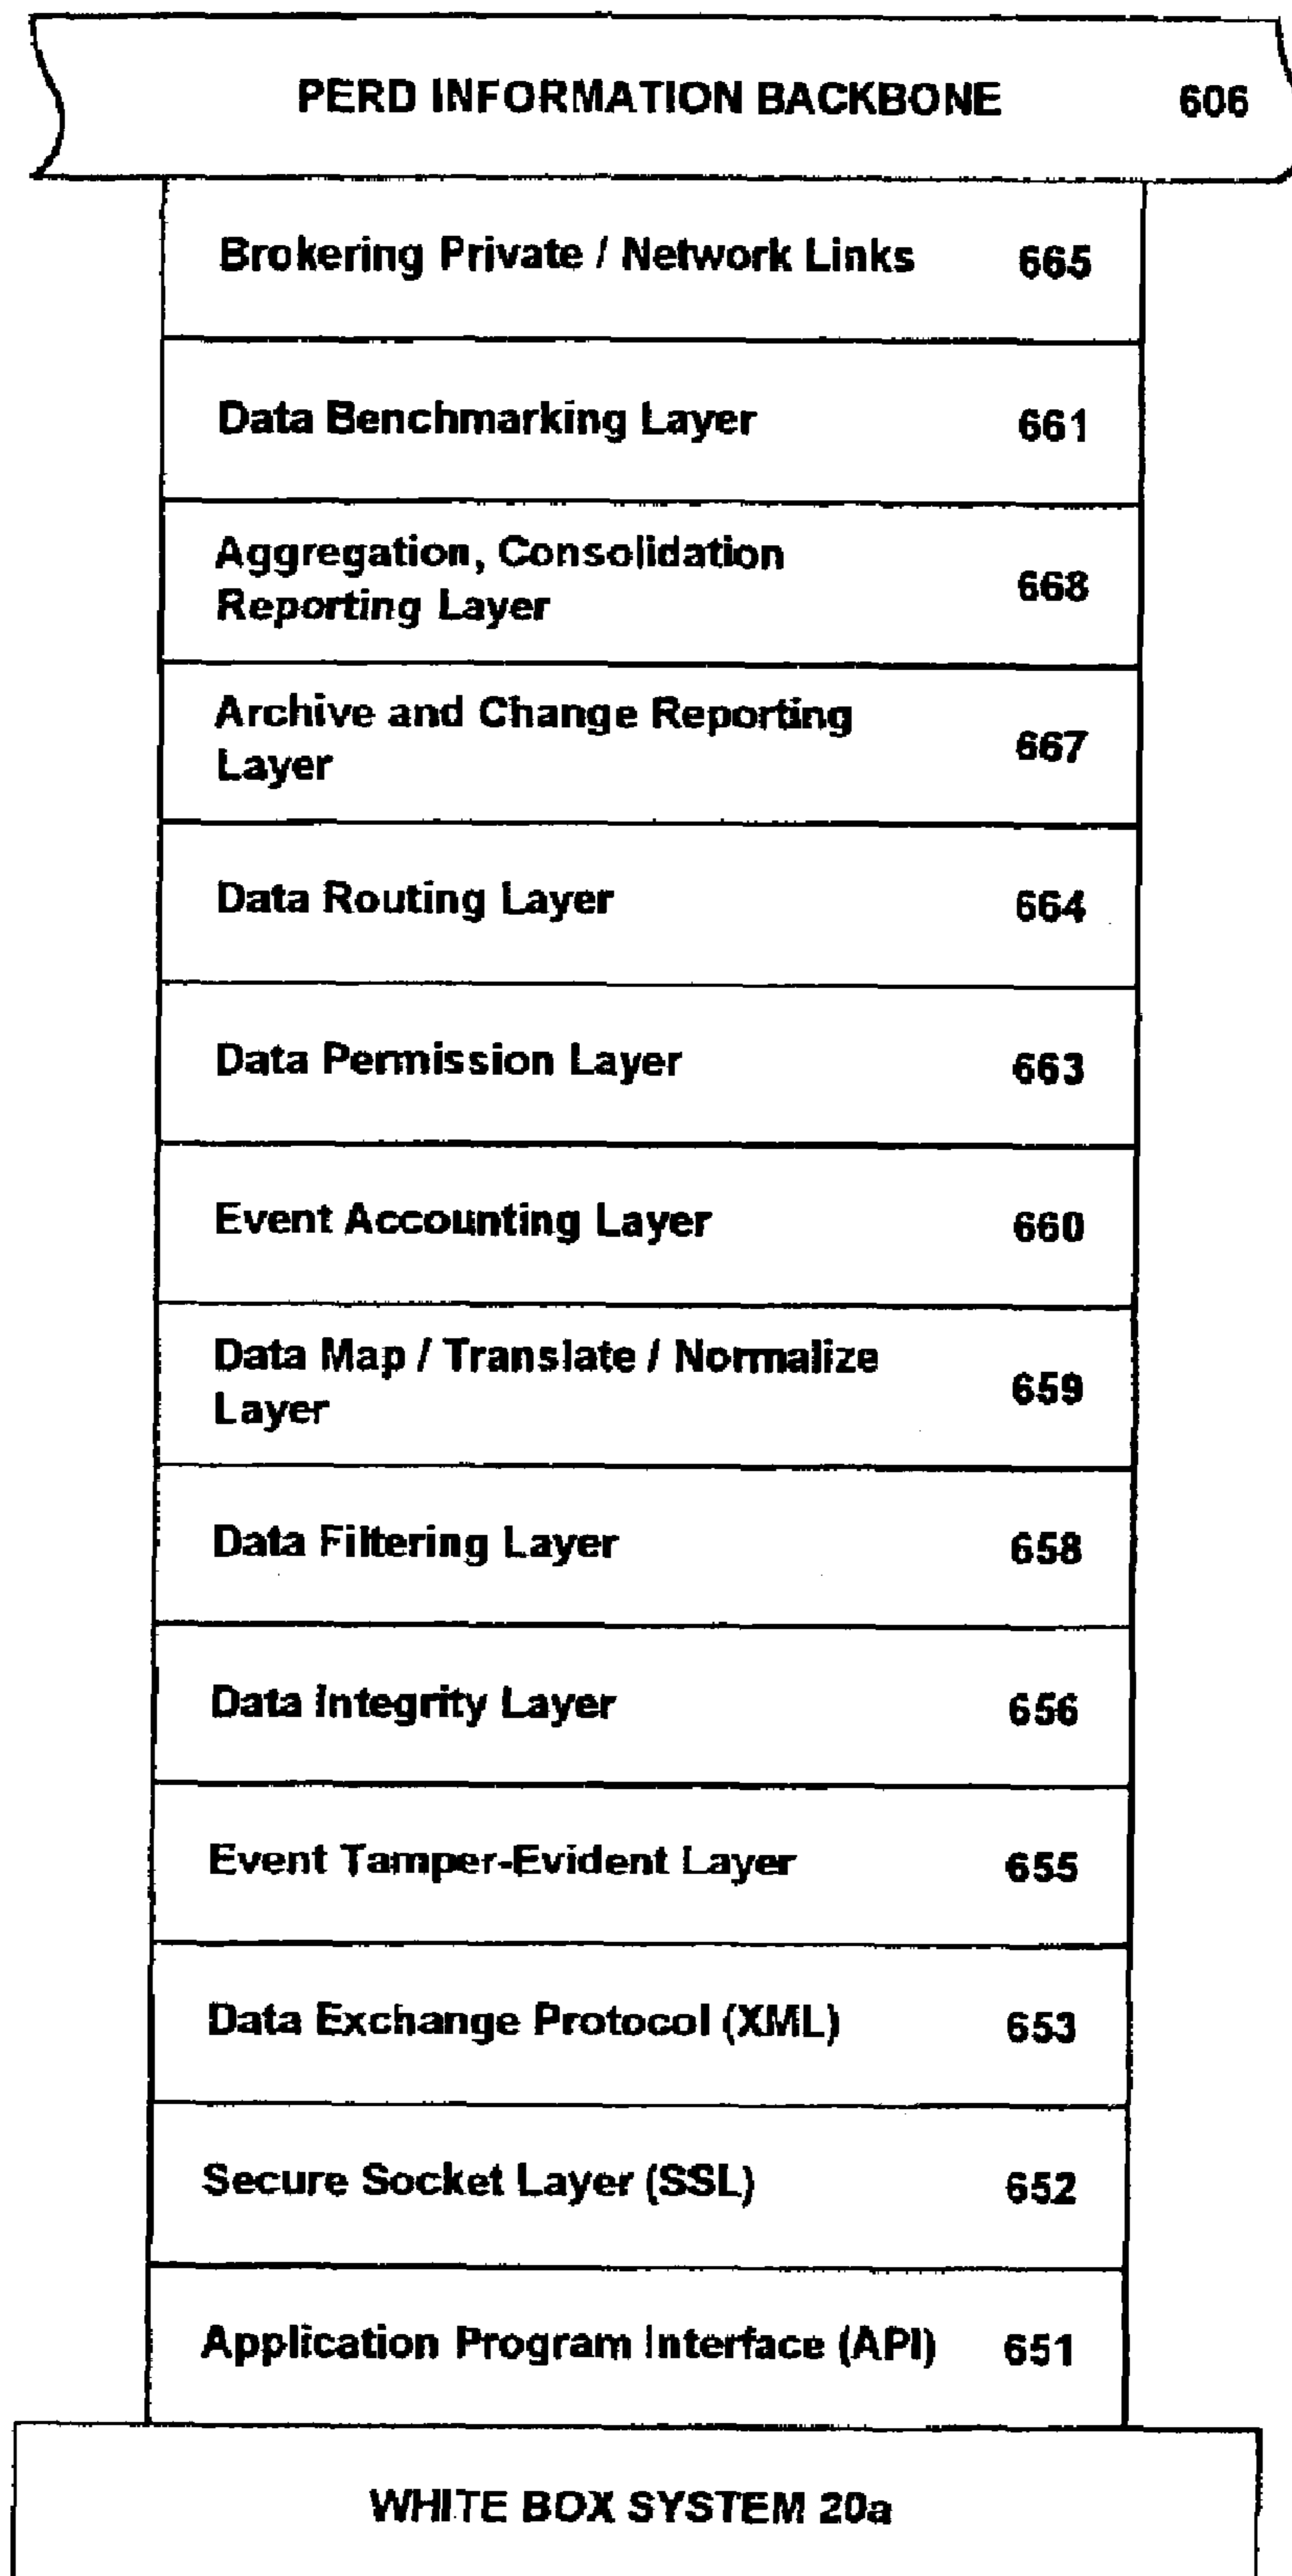 PERD INFORMATION BACKBONE 606
Brokering Private / Network Links 665
Data Benchmarking Layer 661
Aggregation, Consolidation
Reporting Layer 668
Archive and Change Reporting
Layer 667
Data Routing Layer 664
Data Permission Layer 663
Event Accounting Layer 660
Data Map / Translate / Normalize
Layer 659
Data Filtering Layer 658
Data Integrity Layer 656
Event Tamper-Evident Layer 655
Data Exchange Protocol (XML) 653
Secure Socket Layer (SSL) 652
Application Program Interface (API) 651
WHITE BOX SYSTEM 20a